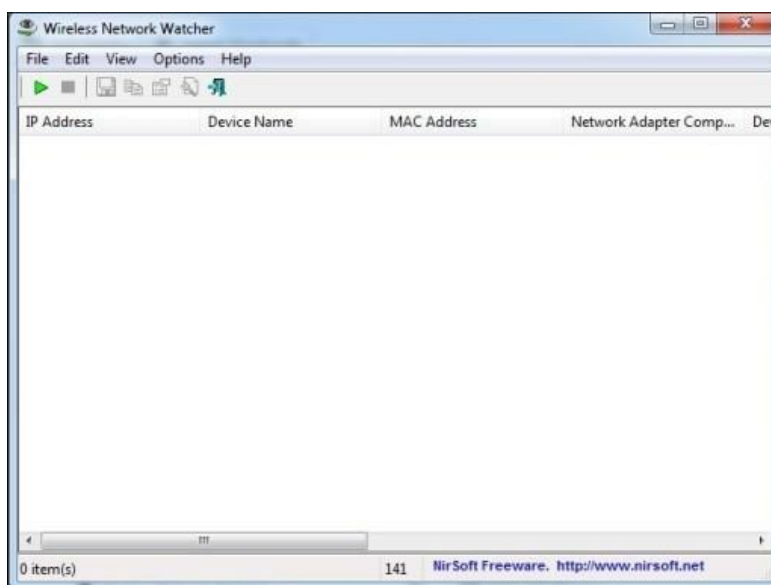 Wireless Network Watcher
File Edit View Options Help
IP Address Device Name MAC Address Network Adapter Comp... Dev
0 item(s) 141 NirSoft Freeware. http://www.nirsoft.net